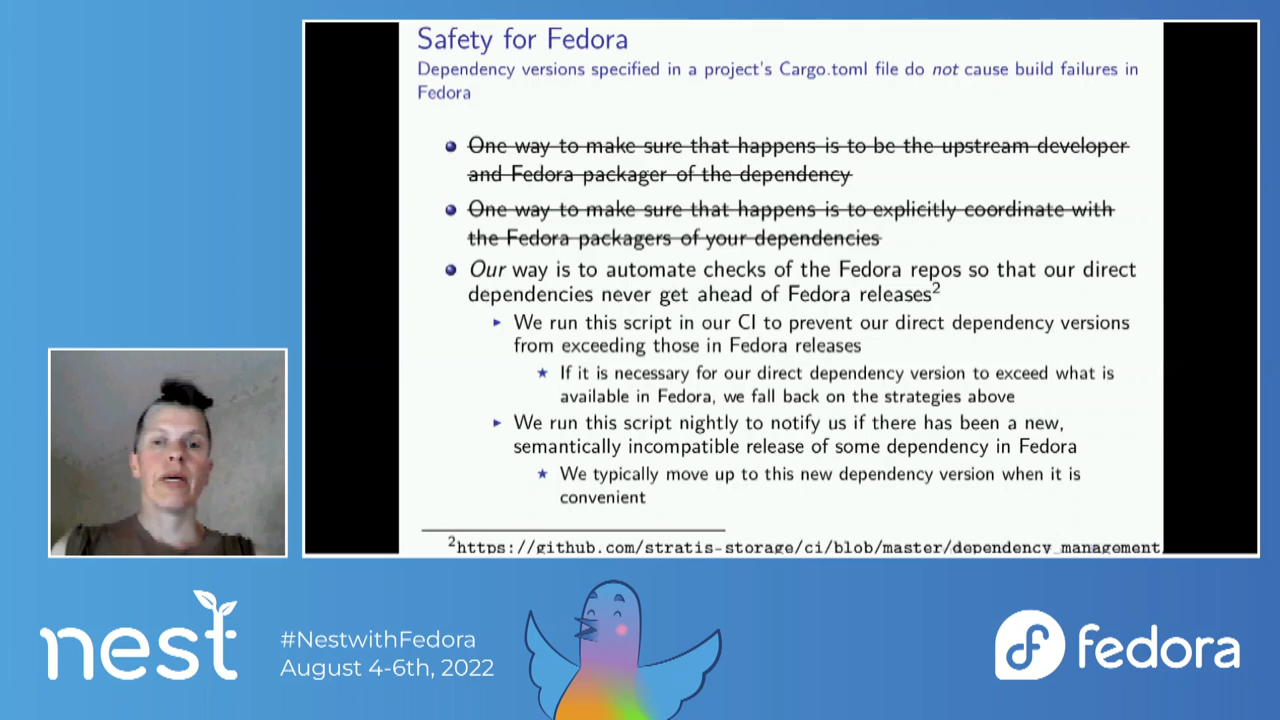 Safety for Fedora
Dependency versions specified in a project's Cargo.toml file do not cause build failures in
Fedora
One way to make sure that happens is to be the upstream developer
and Fedora packager of the dependency
One way to make sure that happens is to explicitly coordinate with
the Fedora packagers of your dependencies
Our way is to automate checks of the Fedora repos so that our direct
dependencies never get ahead of Fedora releases2
We run this script in our CI to prevent our direct dependency versions
from exceeding those in Fedora releases
If it is necessary for our direct dependency version to exceed what is
available in Fedora, we fall back on the strategies above
We run this script nightly to notify us if there has been a new,
semantically incompatible release of some dependency in Fedora
We typically move up to this new dependency version when it is
convenient
2https://github.com/stratis-storage/ci/blob/master/dependency_management
nest
#NestwithFedora
August 4-6th, 2022
fedora